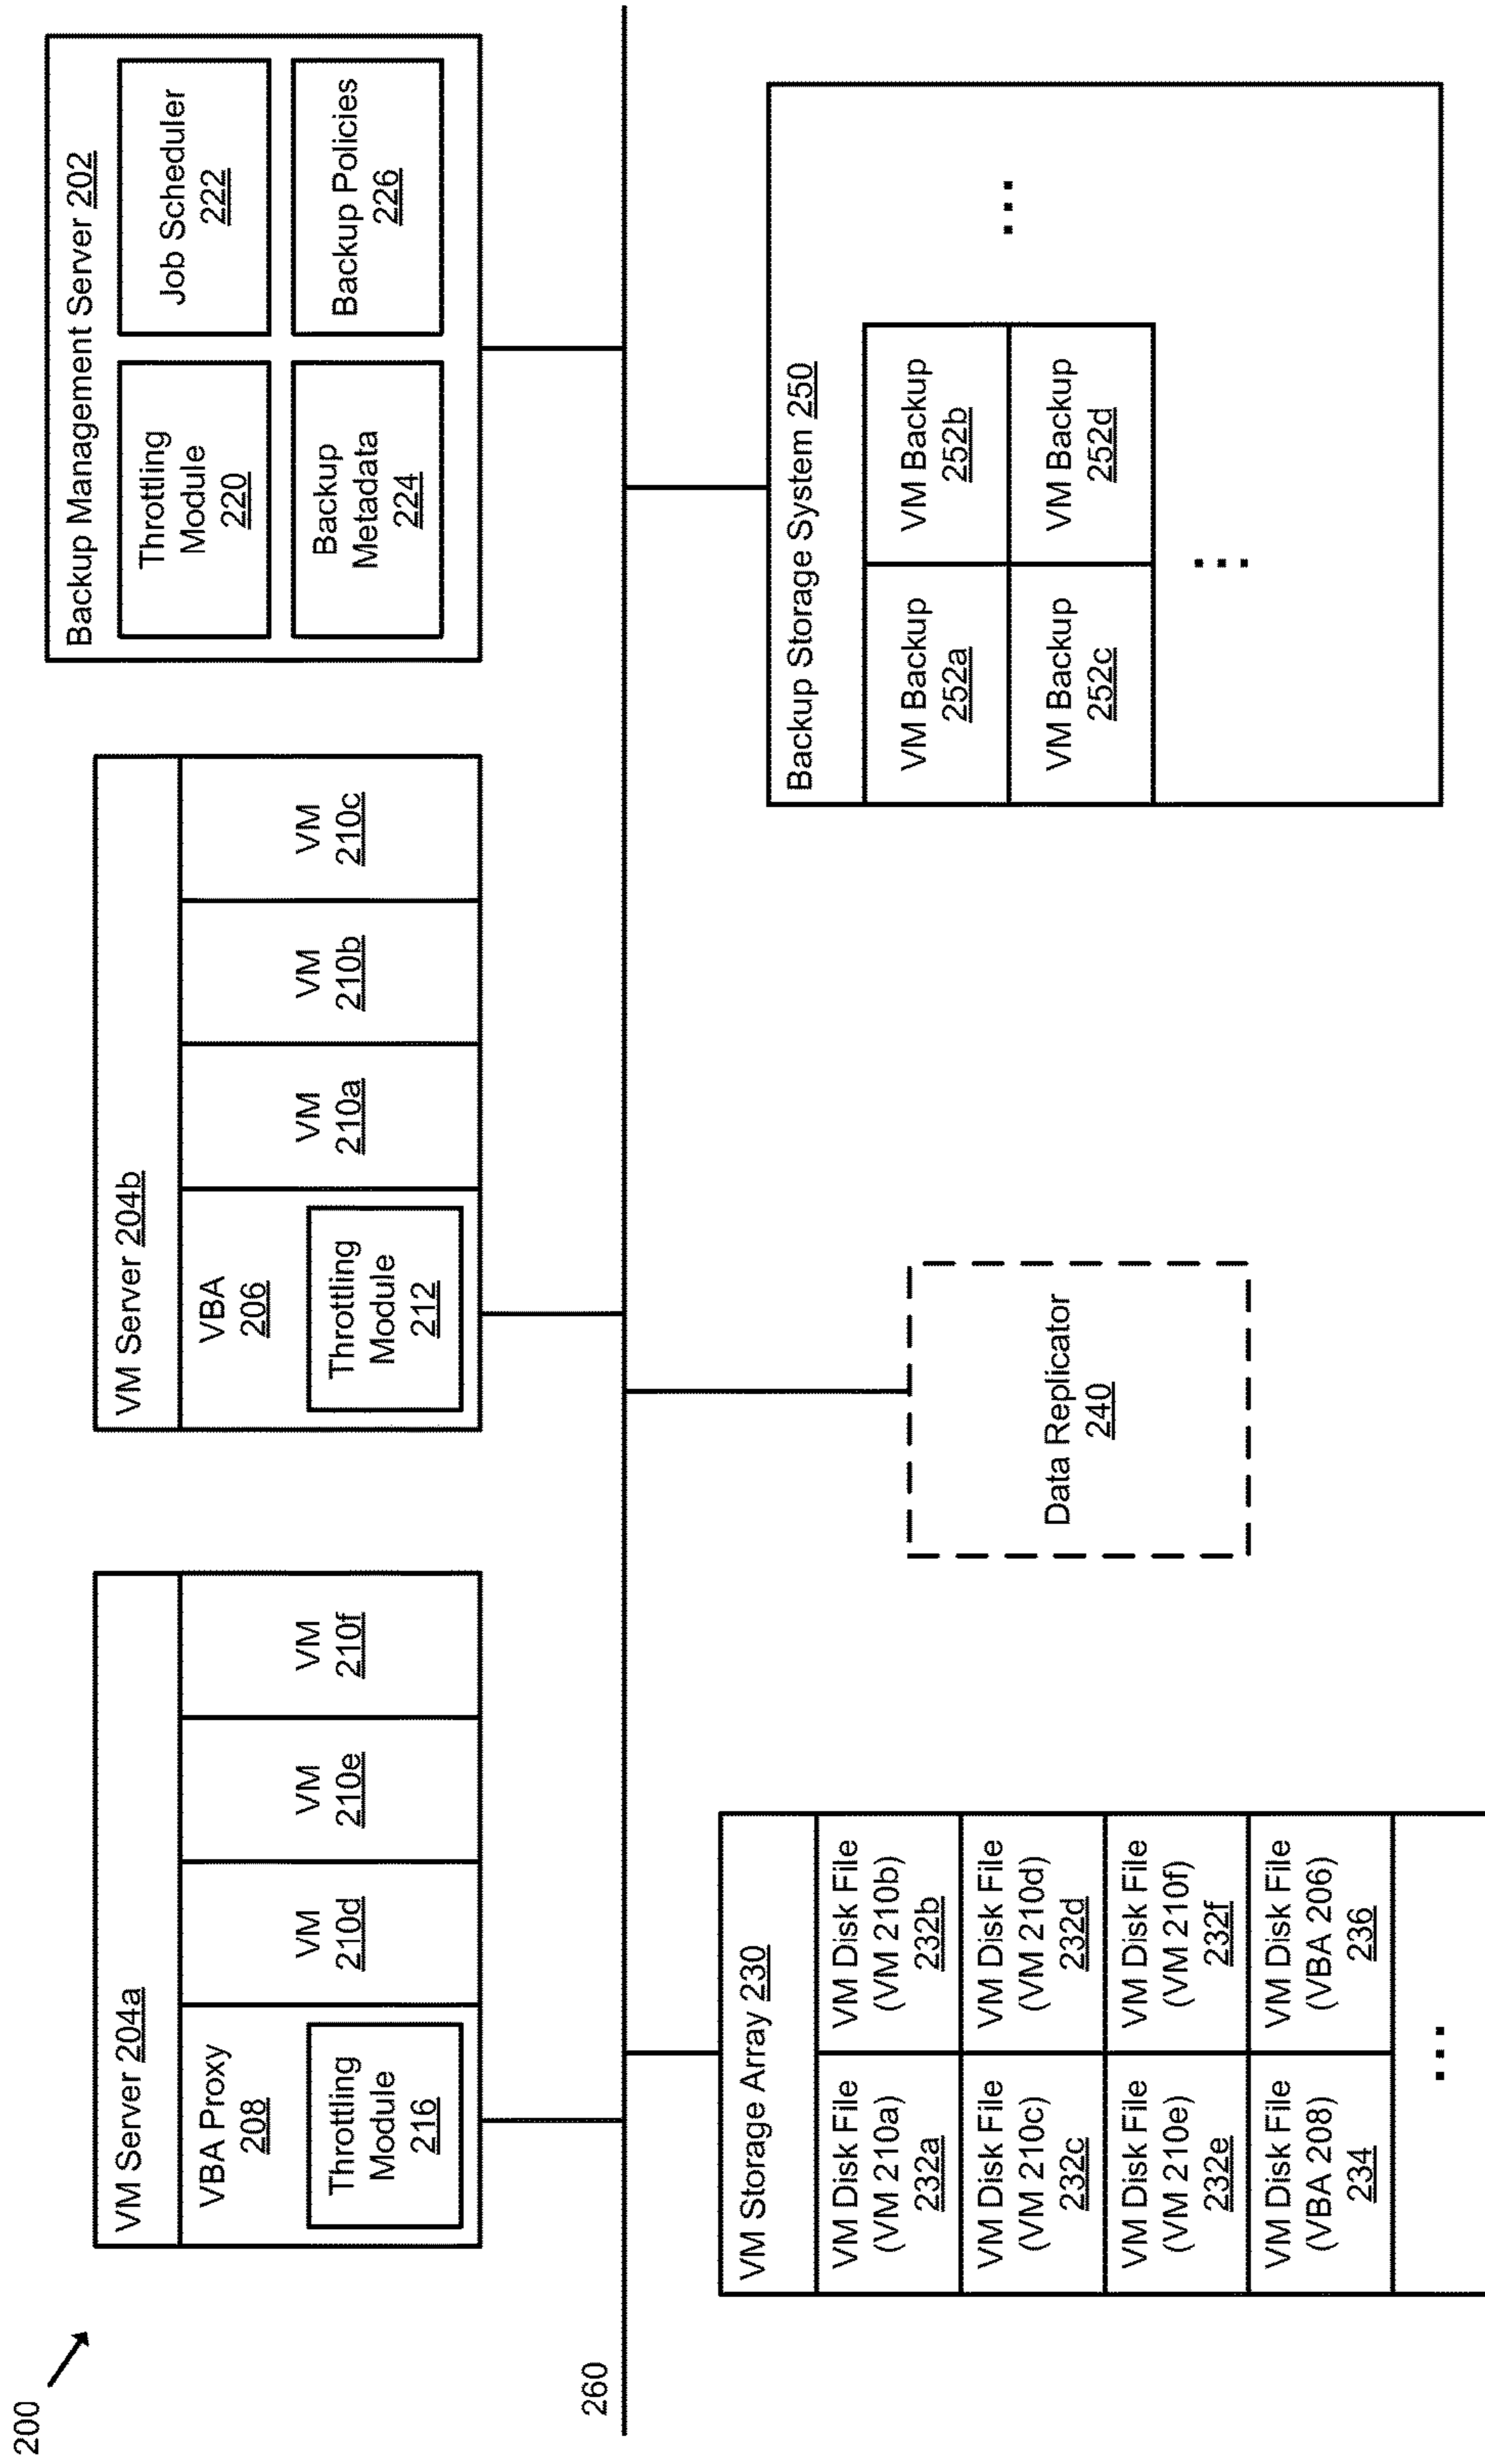 200
VM Server 204a
VBA Proxy
208
Throttling
Module
216
VM
210d
VM
210e
VM
210f
VM Server 204b
VBA
206
Throttling
Module
212
VM
210a
VM
210b
VM
210c
Backup Management Server 202
Throttling
Module
220
Job Scheduler
222
Backup
Metadata
224
Backup Policies
226
260
VM Storage Array 230
VM Disk File
(VM 210a)
232a
VM Disk File
(VM 210b)
232b
VM Disk File
(VM 210c)
232c
VM Disk File
(VM 210d)
232d
VM Disk File
(VM 210e)
232e
VM Disk File
(VM 210f)
232f
VM Disk File
(VBA 208)
234
VM Disk File
(VBA 206)
236
...
Data Replicator
240
Backup Storage System 250
VM Backup
252a
VM Backup
252b
...
VM Backup
252c
VM Backup
252d
...